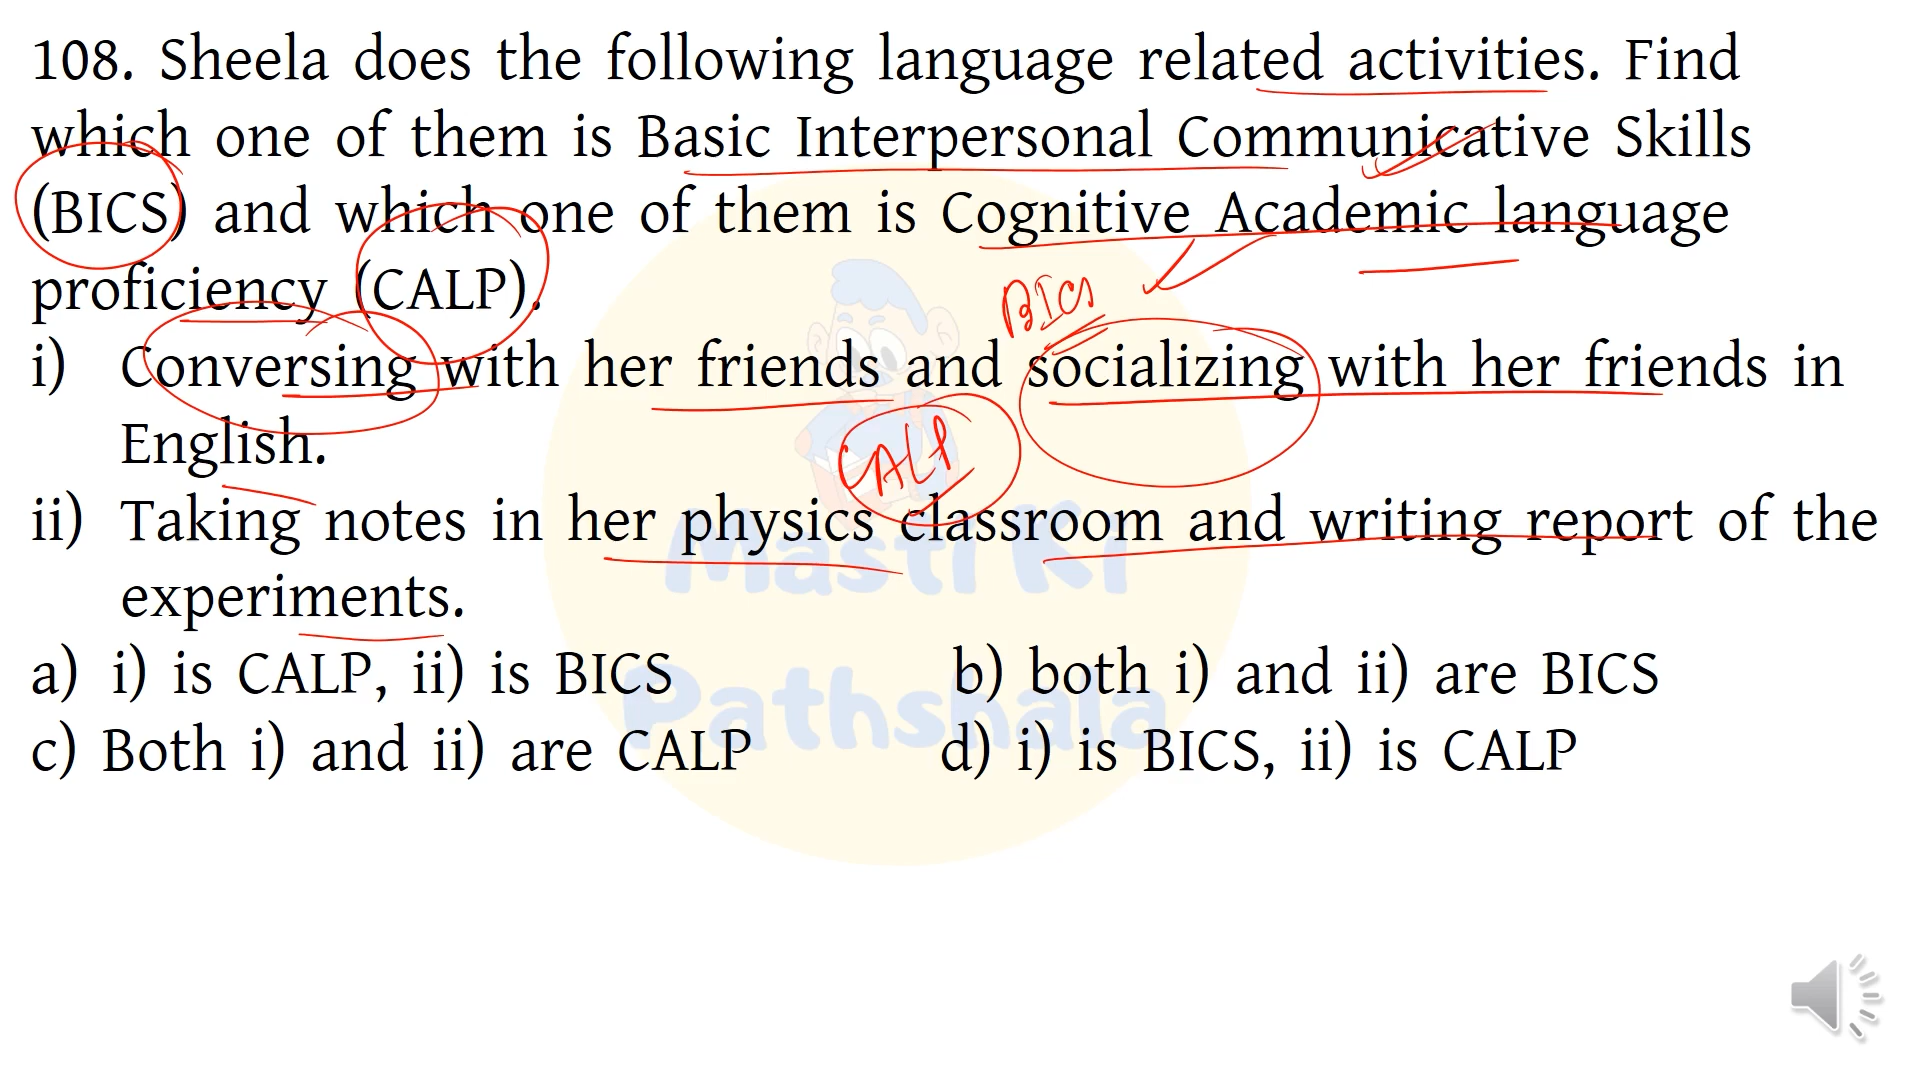 108. Sheela does the following language related activities. Find
which one of them is Basic Interpersonal Communicative Skills
(BICS) and which one of them is Cognitive Academic language
proficiency (CALP).
BICS
i) Conversing with her friends and socializing with her friends in
English.
CALP
ii) Taking notes in her physics classroom and writing report of the
experiments.
a) i) is CALP, ii) is BICS b) both i) and ii) are BICS
c) Both i) and ii) are CALP d) i) is BICS, ii) is CALP
Masti Ki
Pathshala